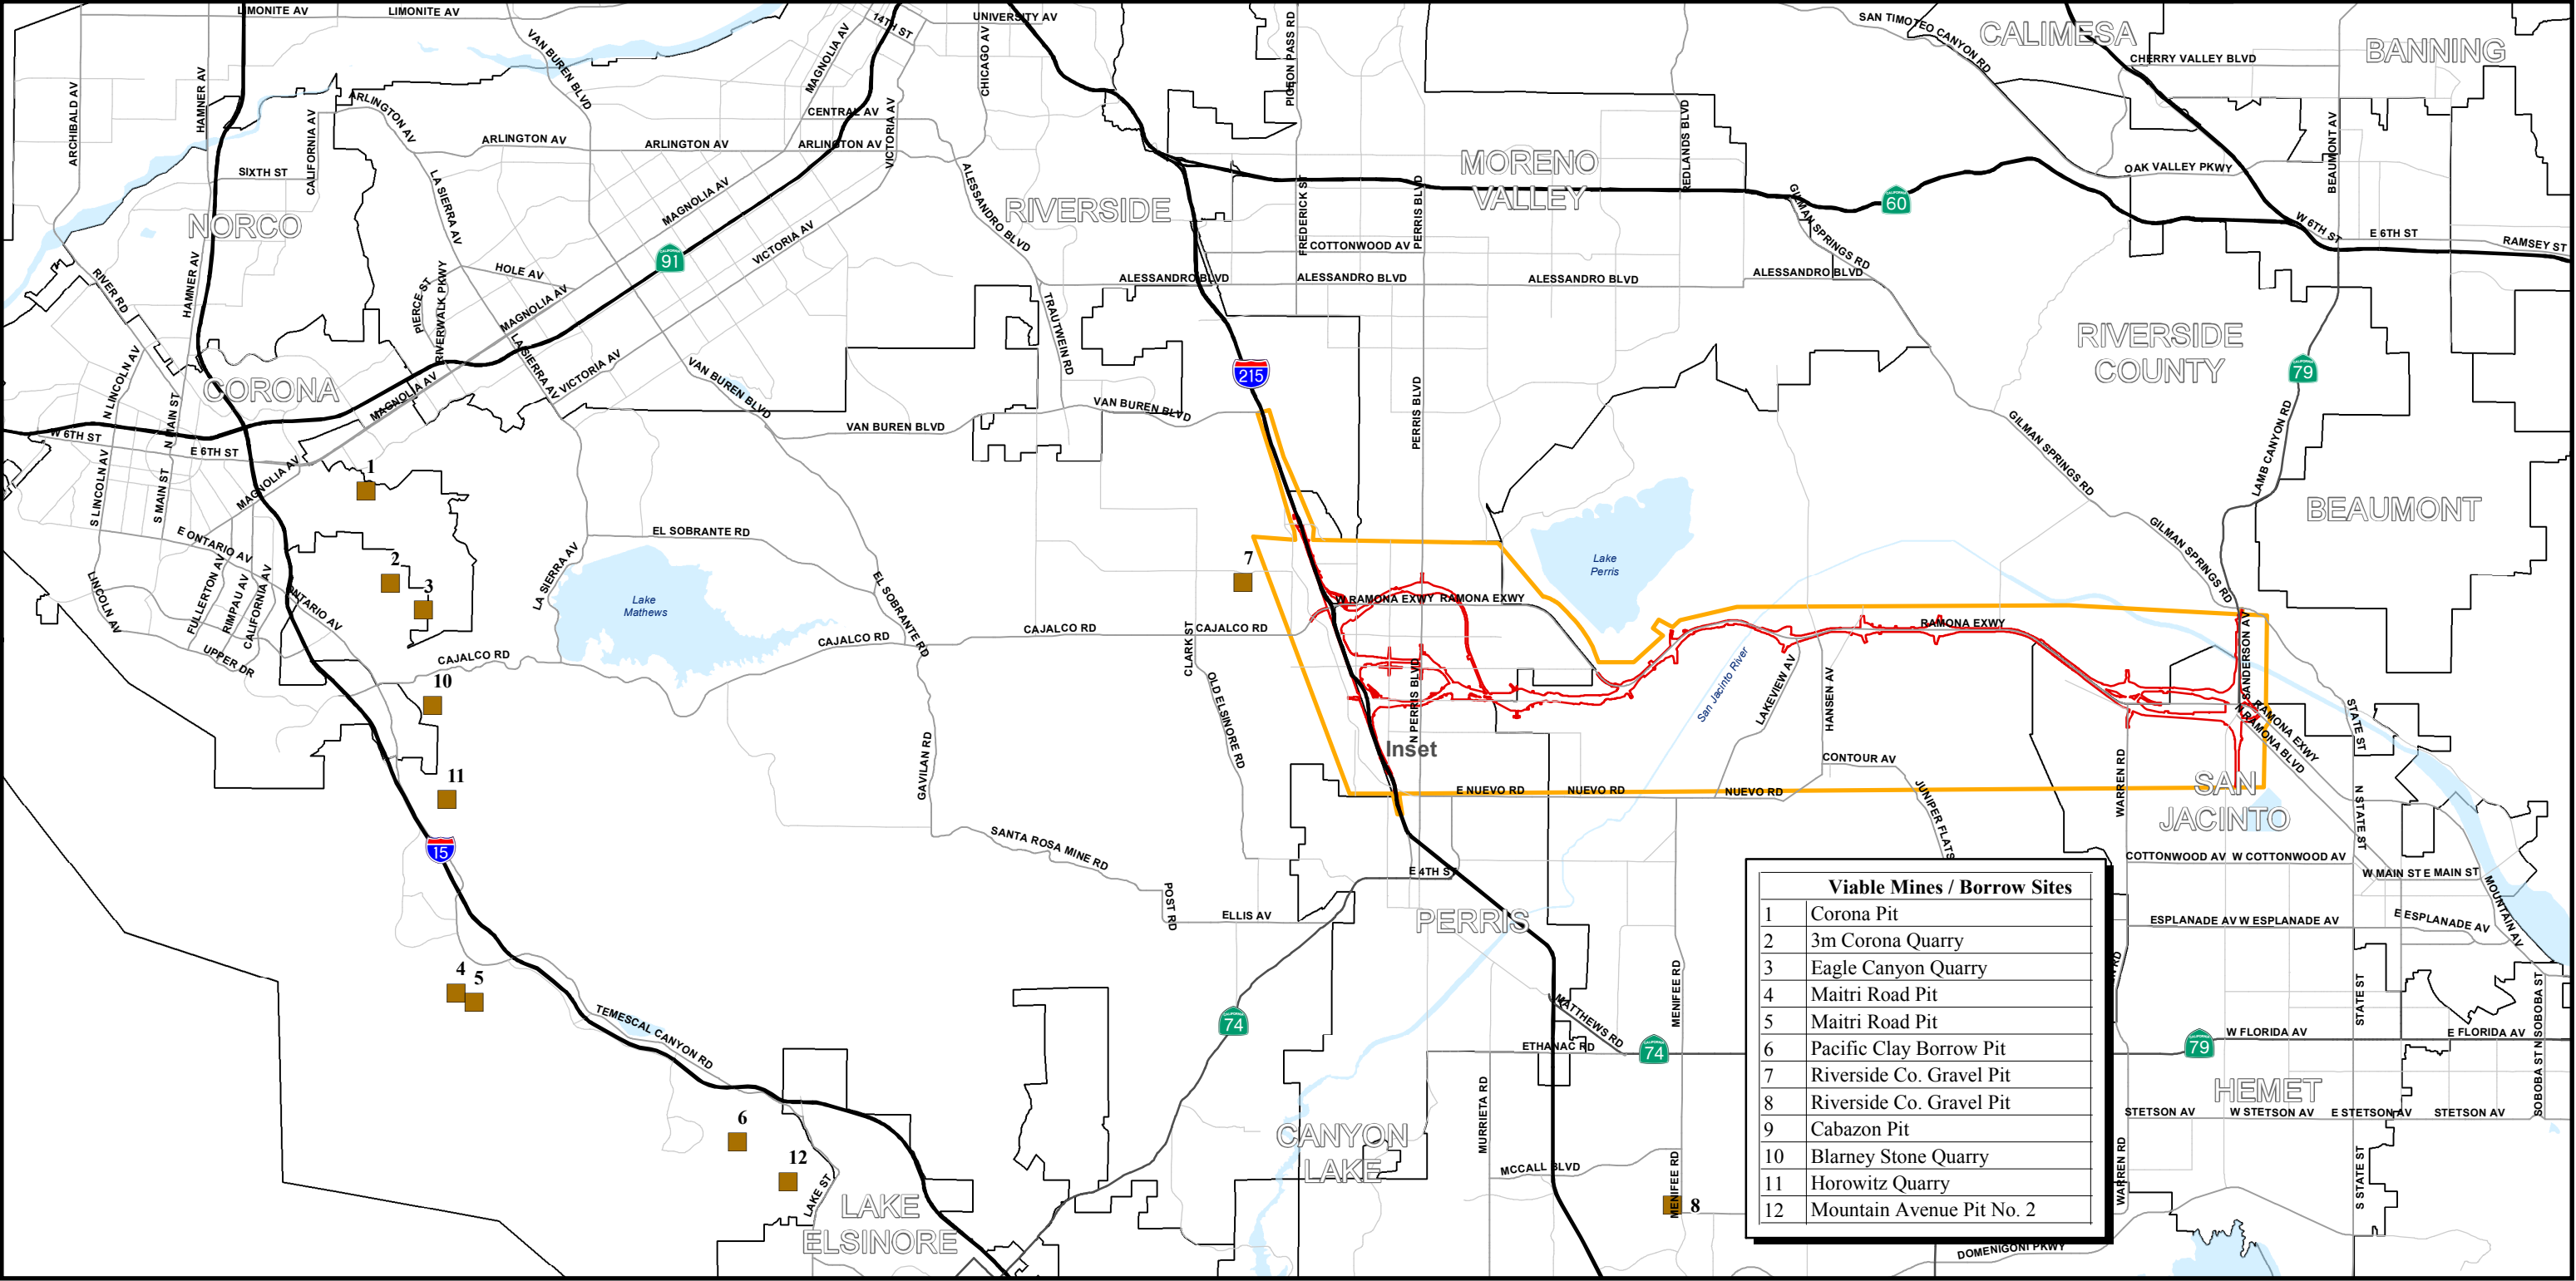 LIMONITE AV
LIMONITE AV
14TH ST
UNIVERSITY AV
SAN TIMOTEO CANYON RD
CALIMESA
BANNING
CHERRY VALLEY BLVD
ARCHIBALD AV
HAMNER AV
VAN BUREN BLVD
MAGNOLIA AV
CHICAGO AV
PIGEON PASS RD
REDLANDS BLVD
BEAUMONT AV
CALIFORNIA AV
ARLINGTON AV
CENTRAL AV
VICTORIA AV
ARLINGTON AV
ARLINGTON AV
ARLINGTON AV
SIXTH ST
LA SIERRA AV
MAGNOLIA AV
ALESSANDRO BLVD
MORENO
VALLEY
OAK VALLEY PKWY
NORCO
RIVERSIDE
FREDERICK ST
PERRIS BLVD
CALIFORNIA
60
GILMAN SPRINGS RD
W 6TH ST
E 6TH ST
RAMSEY ST
COTTONWOOD AV
VICTORIA AV
CALIFORNIA
91
HAMNER AV
RIVER RD
HOLE AV
PIERCE ST
RIVERWALK PKWY
MAGNOLIA AV
ALESSANDRO BLVD
ALESSANDRO BLVD
ALESSANDRO BLVD
ALESSANDRO BLVD
TRAUTWEIN RD
LA SIERRA AV
VICTORIA AV
VAN BUREN BLVD
215
RIVERSIDE
COUNTY
CALIFORNIA
79
N LINCOLN AV
N MAIN ST
CORONA
MAGNOLIA AV
VAN BUREN BLVD
VAN BUREN BLVD
PERRIS BLVD
W 6TH ST
E 6TH ST
GILMAN SPRINGS RD
LAMB CANYON RD
S LINCOLN AV
S MAIN ST
MAGNOLIA AV
1
BEAUMONT
E ONTARIO AV
EL SOBRANTE RD
GILMAN SPRINGS RD
2
3
7
Lake
Perris
LINCOLN AV
FULLERTON AV
RIMPAU AV
CALIFORNIA AV
ONTARIO AV
LA SIERRA AV
Lake
Mathews
EL SOBRANTE RD
W RAMONA EXWY
RAMONA EXWY
RAMONA EXWY
UPPER DR
CAJALCO RD
CAJALCO RD
CAJALCO RD
CAJALCO RD
CLARK ST
OLD ELSINORE RD
N PERRIS BLVD
San Jacinto River
LAKEVIEW AV
HANSEN AV
SANDERSON AV
10
RAMONA EXWY
N RAMONA BLVD
STATE ST
Inset
GAVILAN RD
CONTOUR AV
WARREN RD
11
E NUEVO RD
NUEVO RD
NUEVO RD
JUNIPER FLATS
SAN
JACINTO
N STATE ST
15
SANTA ROSA MINE RD
COTTONWOOD AV
W COTTONWOOD AV
E 4TH ST
W MAIN ST
E MAIN ST
POST RD
ELLIS AV
PERRIS
MOUNTAIN AV
ESPLANADE AV
W ESPLANADE AV
E ESPLANADE AV
4
5
Viable Mines / Borrow Sites
1 Corona Pit
2 3m Corona Quarry
3 Eagle Canyon Quarry
4 Maitri Road Pit
5 Maitri Road Pit
6 Pacific Clay Borrow Pit
7 Riverside Co. Gravel Pit
8 Riverside Co. Gravel Pit
9 Cabazon Pit
10 Blarney Stone Quarry
11 Horowitz Quarry
12 Mountain Avenue Pit No. 2
TEMESCAL CANYON RD
CALIFORNIA
74
MATTHEWS RD
MENIFEE RD
ETHANAC RD
CALIFORNIA
74
CALIFORNIA
79
W FLORIDA AV
E FLORIDA AV
STATE ST
N SOBOBA ST
SOBOBA ST
HEMET
STETSON AV
W STETSON AV
E STETSON AV
STETSON AV
MURRIETA RD
CANYON
LAKE
6
12
MCCALL BLVD
MENIFEE RD
8
WARREN RD
S STATE ST
LAKE ST
LAKE
ELSINORE
DOMENIGONI PKWY